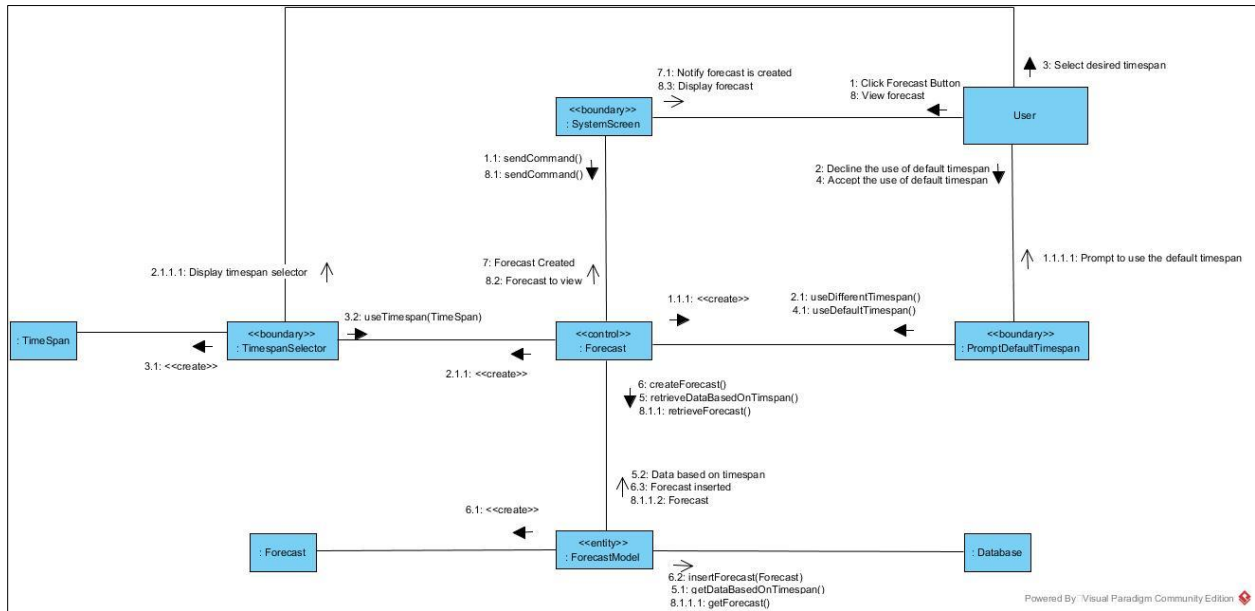 3: Select desired timespan
7.1: Notify forecast is created
8.3: Display forecast
1: Click Forecast Button
8: View forecast
<<boundary>>
: SystemScreen
User
1.1: sendCommand()
8.1: sendCommand()
2: Decline the use of default timespan
4: Accept the use of default timespan
2.1.1.1: Display timespan selector
7: Forecast Created
8.2: Forecast to view
1.1.1.1: Prompt to use the default timespan
1.1.1: <<create>>
2.1: useDifferentTimespan()
4.1: useDefaultTimespan()
3.2: useTimespan(TimeSpan)
: TimeSpan
<<boundary>>
: TimespanSelector
<<control>>
: Forecast
<<boundary>>
: PromptDefaultTimespan
3.1: <<create>>
2.1.1: <<create>>
6: createForecast()
5: retrieveDataBasedOnTimspan()
8.1.1: retrieveForecast()
5.2: Data based on timespan
6.3: Forecast inserted
8.1.1.2: Forecast
6.1: <<create>>
: Forecast
<<entity>>
: ForecastModel
: Database
6.2: insertForecast(Forecast)
5.1: getDataBasedOnTimespan()
8.1.1.1: getForecast()
Powered By Visual Paradigm Community Edition